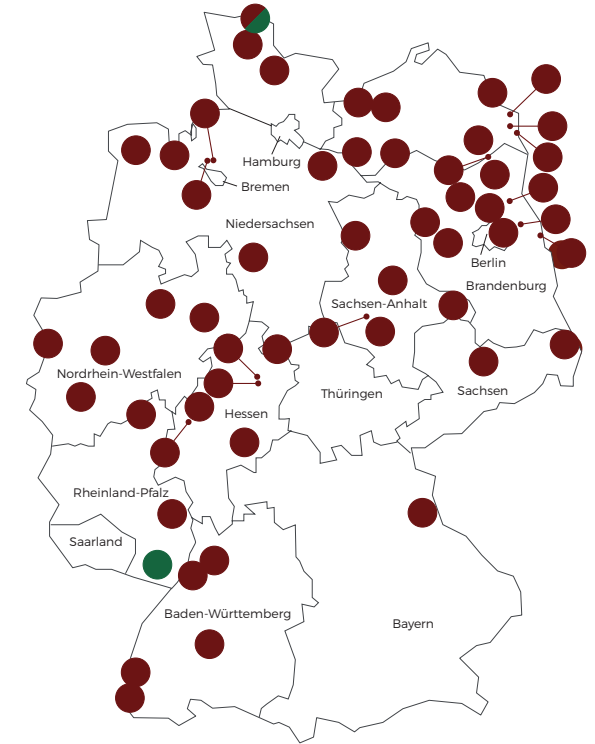 Hamburg
Bremen
Niedersachsen
Berlin
Brandenburg
Sachsen-Anhalt
Nordrhein-Westfalen
Thüringen
Sachsen
Hessen
Rheinland-Pfalz
Saarland
Baden-Württemberg
Bayern